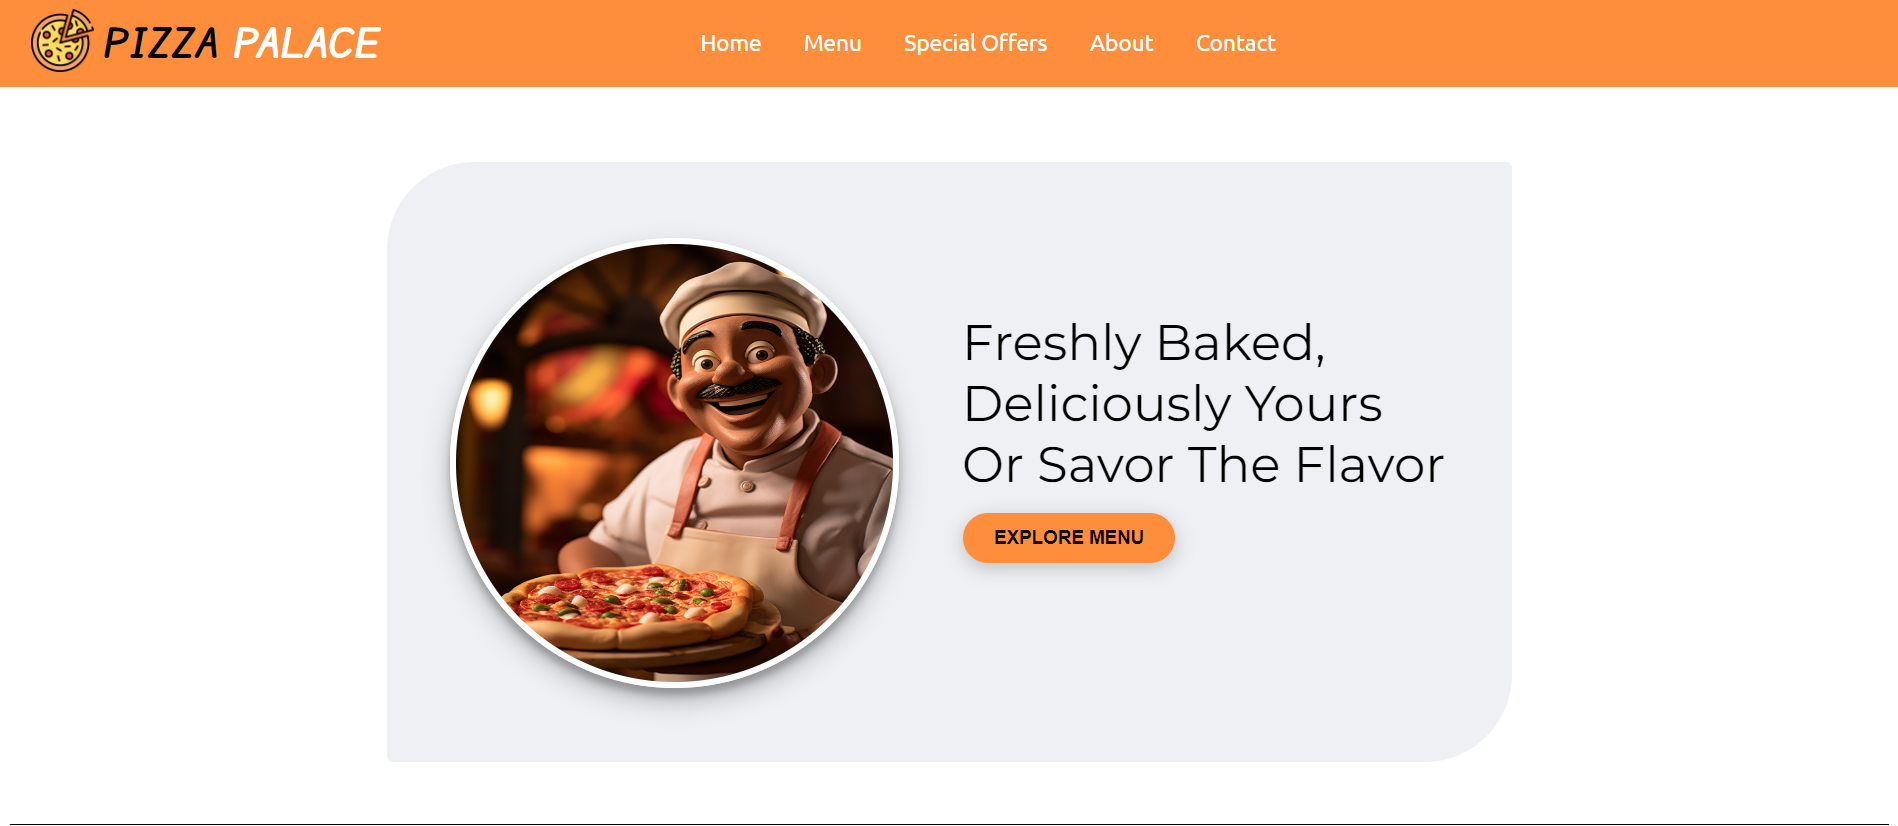 PIZZA PALACE
Home Menu Special Offers About Contact
Freshly Baked,
Deliciously Yours
Or Savor The Flavor
EXPLORE MENU